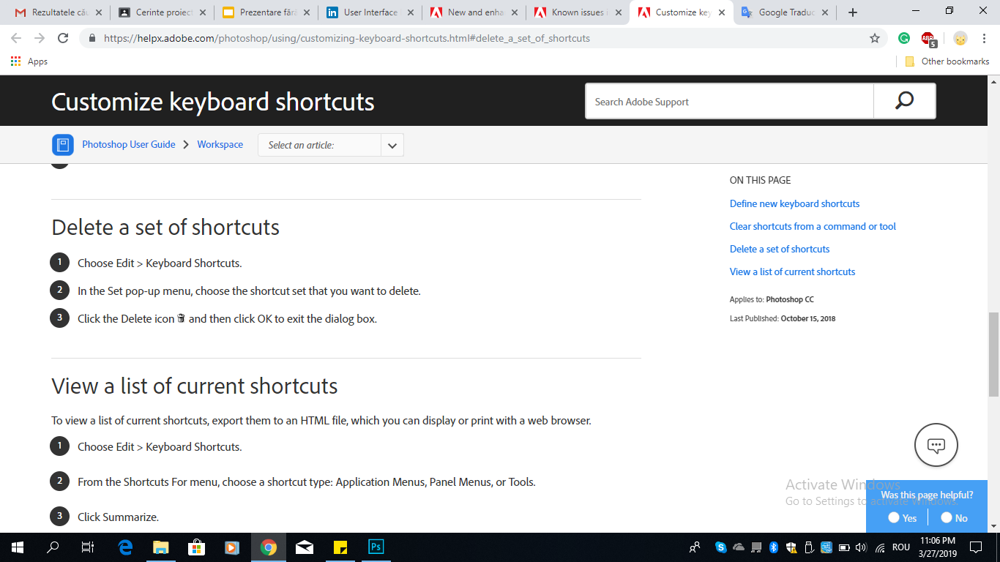 Rezultatele că
Cerinte proiect
Prezentare fără
User Interface
New and enha
Known issues i
Customize key
Google Traduc
https://helpx.adobe.com/photoshop/using/customizing-keyboard-shortcuts.html#delete_a_set_of_shortcuts
ABP
5
Apps
Other bookmarks
Customize keyboard shortcuts
Search Adobe Support
Photoshop User Guide > Workspace
Select an article:
Delete a set of shortcuts
1 Choose Edit > Keyboard Shortcuts.
2 In the Set pop-up menu, choose the shortcut set that you want to delete.
3 Click the Delete icon and then click OK to exit the dialog box.
View a list of current shortcuts
To view a list of current shortcuts, export them to an HTML file, which you can display or print with a web browser.
1 Choose Edit > Keyboard Shortcuts.
2 From the Shortcuts For menu, choose a shortcut type: Application Menus, Panel Menus, or Tools.
3 Click Summarize.
ON THIS PAGE
Define new keyboard shortcuts
Clear shortcuts from a command or tool
Delete a set of shortcuts
View a list of current shortcuts
Applies to: Photoshop CC
Last Published: October 15, 2018
Activate Windows
Go to Settings to activate Windows.
Was this page helpful?
Yes
No
Ps
ROU
11:06 PM
3/27/2019